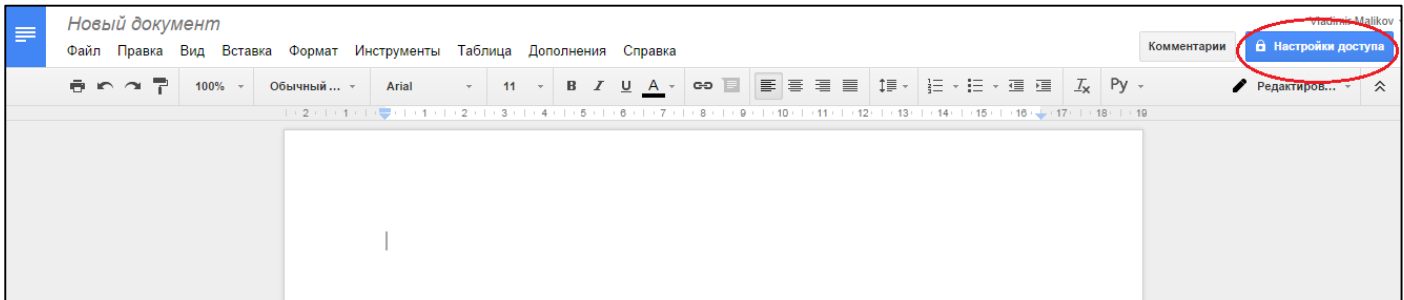 Новый документ
Vladimir Malikov
Файл Правка Вид Вставка Формат Инструменты Таблица Дополнения Справка
Комментарии Настройки доступа
100% Обычный ... Arial 11 B I U A Ру Редактиров...
2 1 1 2 3 4 5 6 7 8 9 10 11 12 13 14 15 16 17 18 19